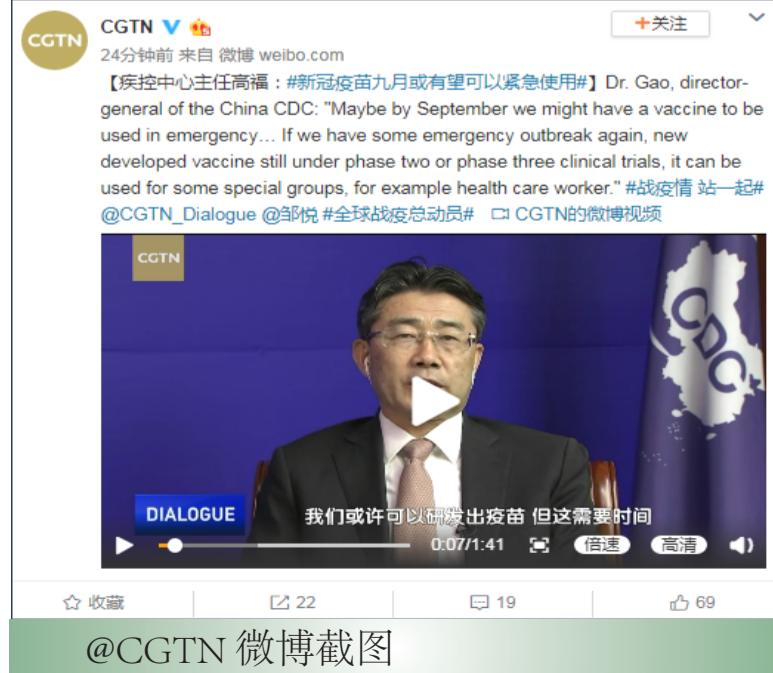 CGTN
CGTN
+关注
24分钟前 来自 微博 weibo.com
【疾控中心主任高福：#新冠疫苗九月或有望可以紧急使用#】Dr. Gao, director-
general of the China CDC: "Maybe by September we might have a vaccine to be
used in emergency… If we have some emergency outbreak again, new
developed vaccine still under phase two or phase three clinical trials, it can be
used for some special groups, for example health care worker." #战疫情 站一起#
@CGTN_Dialogue @邹悦 #全球战疫总动员# CGTN的微博视频
CGTN
CDC
DIALOGUE
我们或许可以研发出疫苗 但这需要时间
0:07/1:41 倍速 高清
收藏 22 19 69
@CGTN 微博截图